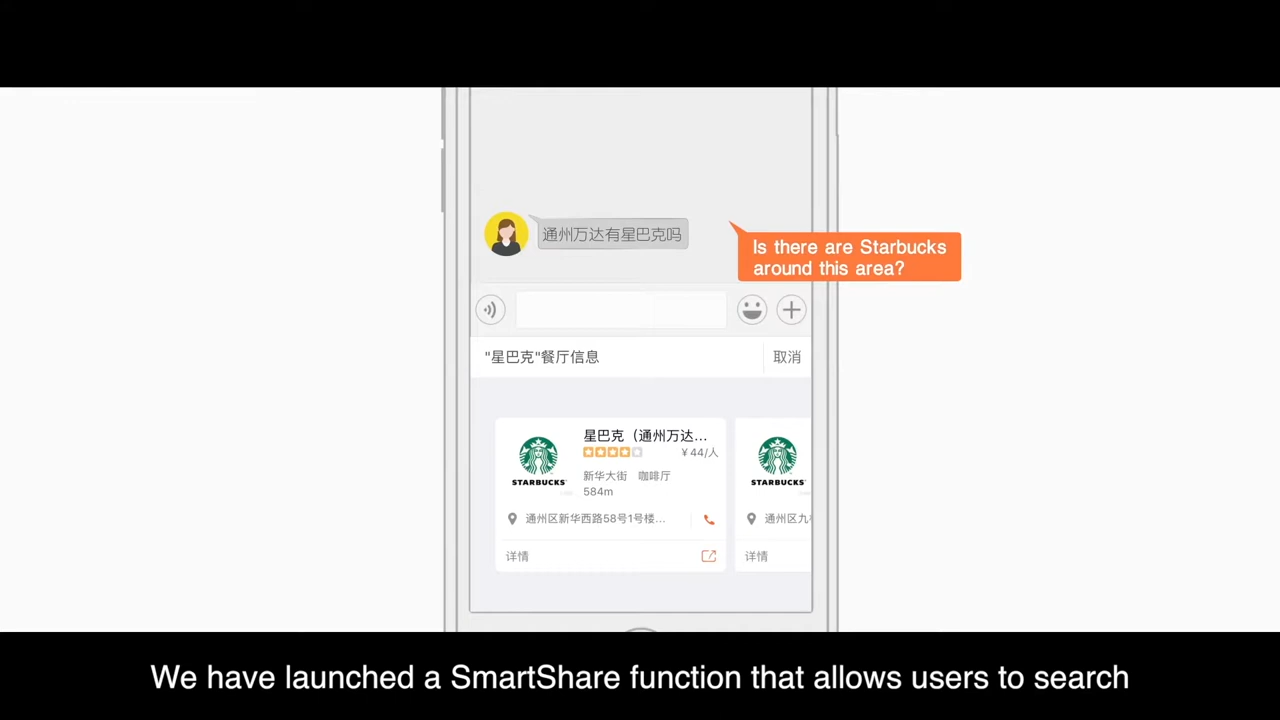 通州万达有星巴克吗
Is there are Starbucks
around this area?
"星巴克"餐厅信息
取消
星巴克（通州万达...
¥44/人
新华大街 咖啡厅
584m
STARBUCKS
通州区新华西路58号1号楼...
详情
STARBUCKS
通州区九
详情
We have launched a SmartShare function that allows users to search